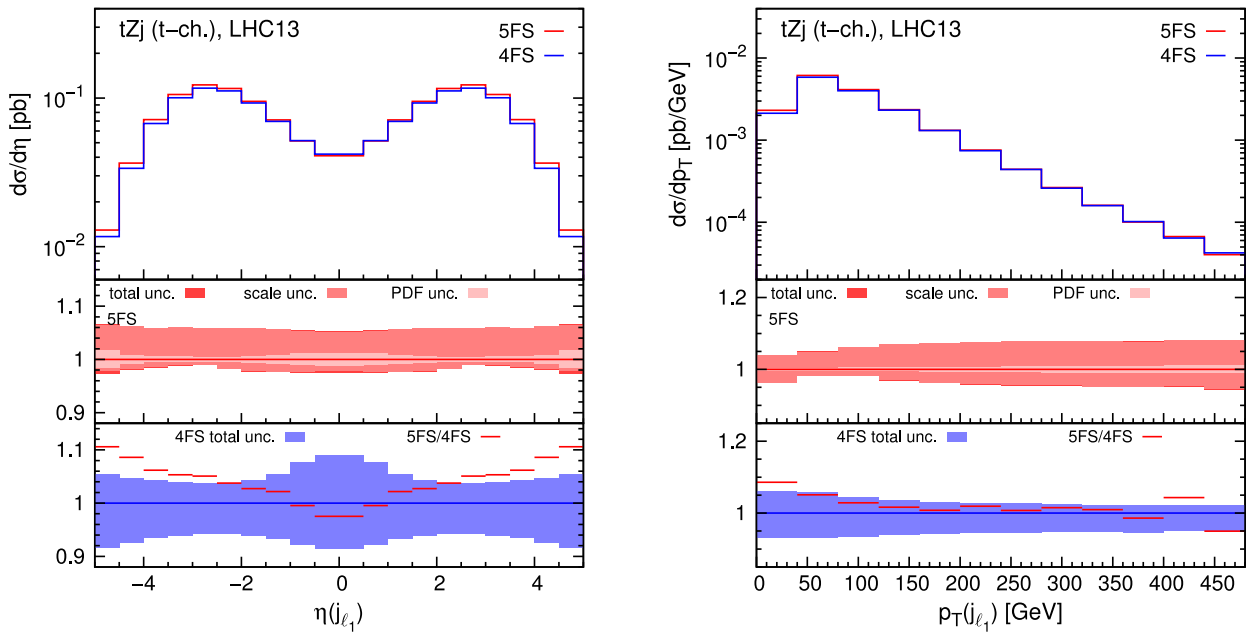 tZj (t-ch.), LHC13
5FS
4FS
dσ/dη [pb]
10⁻¹
10⁻²
total unc.
scale unc.
PDF unc.
5FS
1.1
1
0.9
4FS total unc.
5FS/4FS
1.1
1
0.9
−4
−2
0
2
4
η(jℓ₁)
tZj (t-ch.), LHC13
5FS
4FS
dσ/dp_T [pb/GeV]
10⁻²
10⁻³
10⁻⁴
total unc.
scale unc.
PDF unc.
5FS
1.2
1
4FS total unc.
5FS/4FS
1.2
1
0
50
100
150
200
250
300
350
400
450
p_T(jℓ₁) [GeV]